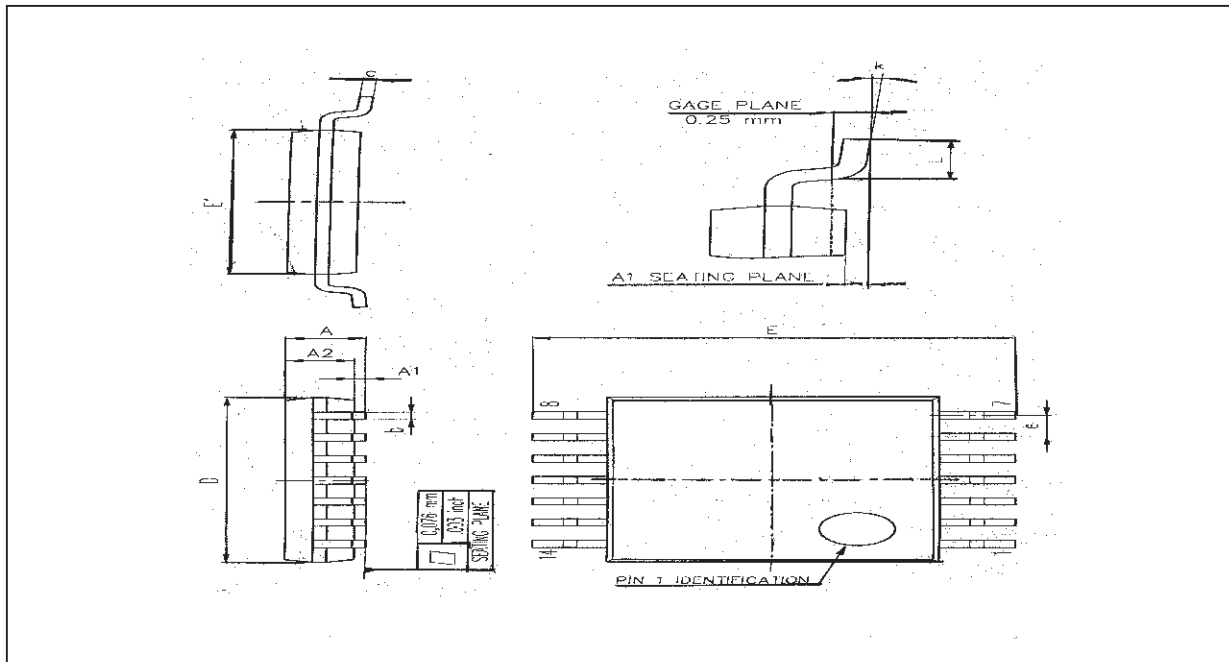 c
k
GAGE PLANE
0.25 mm
L
E'
A1 SEATING PLANE
A
A2
A1
b
D
0,076 mm
.003 inch
SEATING PLANE
E
8
7
e
14
1
PIN 1 IDENTIFICATION